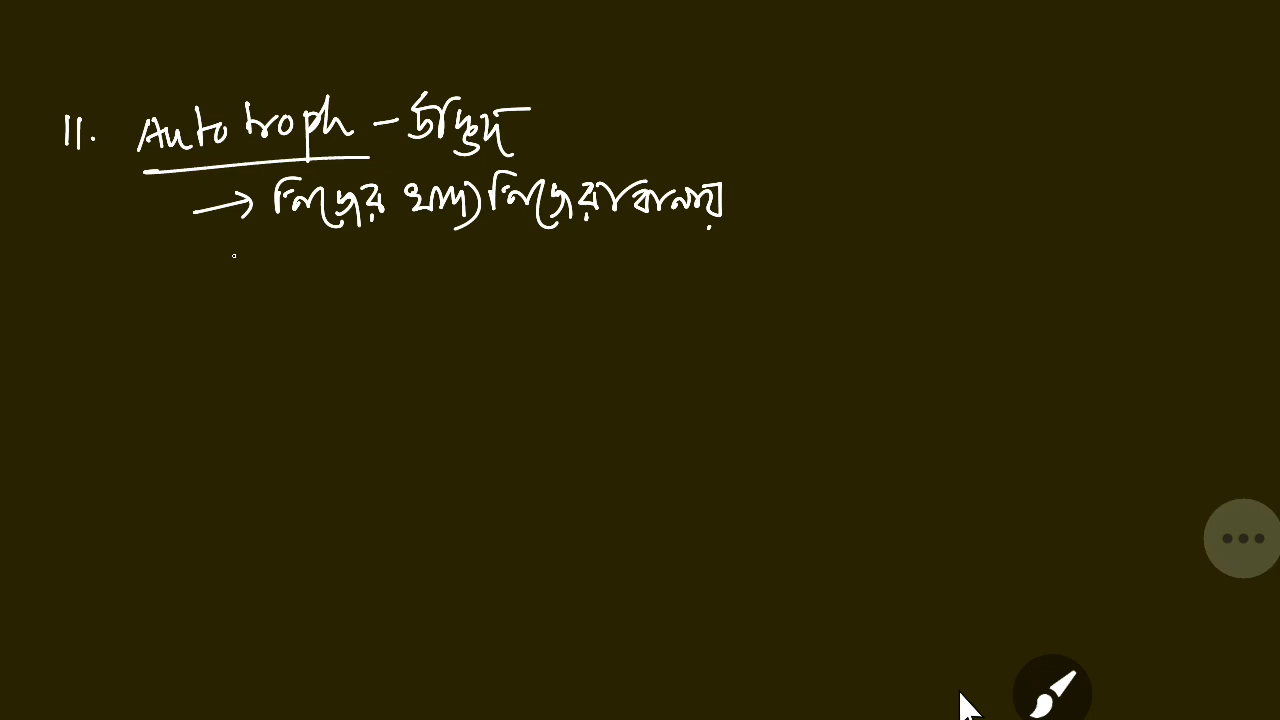 11. Autotroph - উদ্ভিদ
→ নিজের খাদ্য নিজেরা বানায়